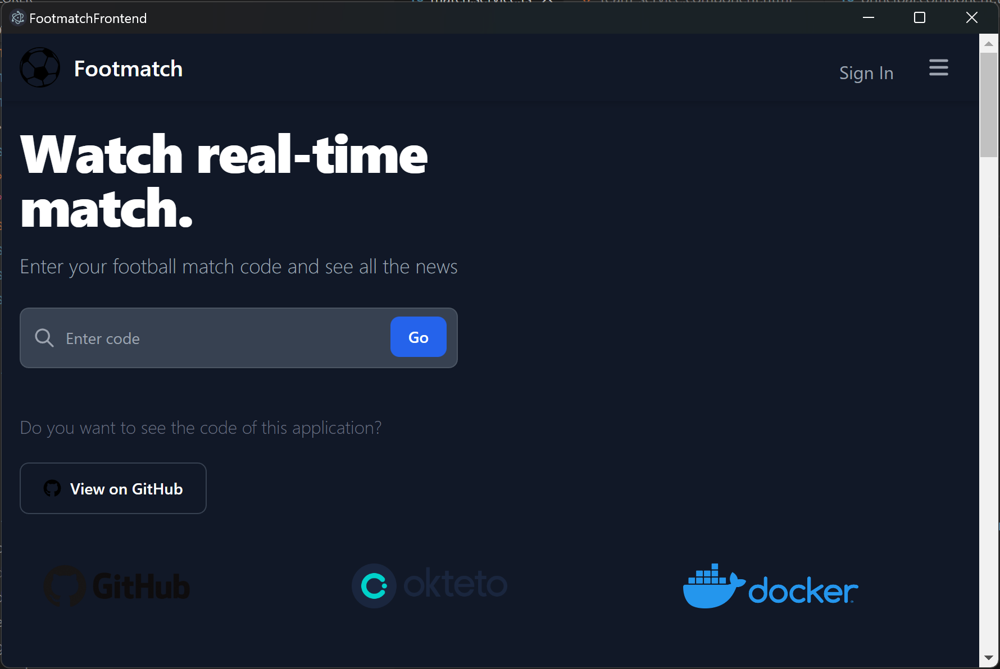 FootmatchFrontend
Footmatch
Sign In
Watch real-time
match.
Enter your football match code and see all the news
Enter code
Go
Do you want to see the code of this application?
View on GitHub
GitHub
okteto
docker